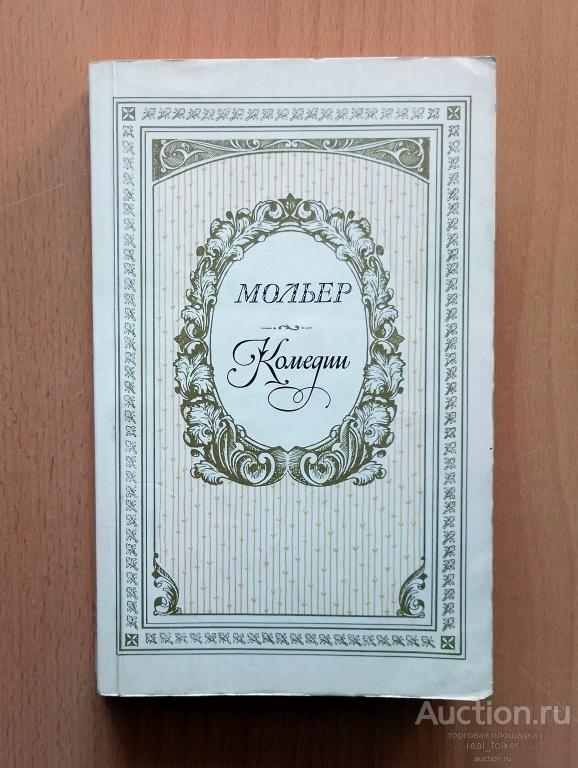 МОЛЬЕР
Комедии
Auction.ru
торговая площадка
real_folker
auction.ru